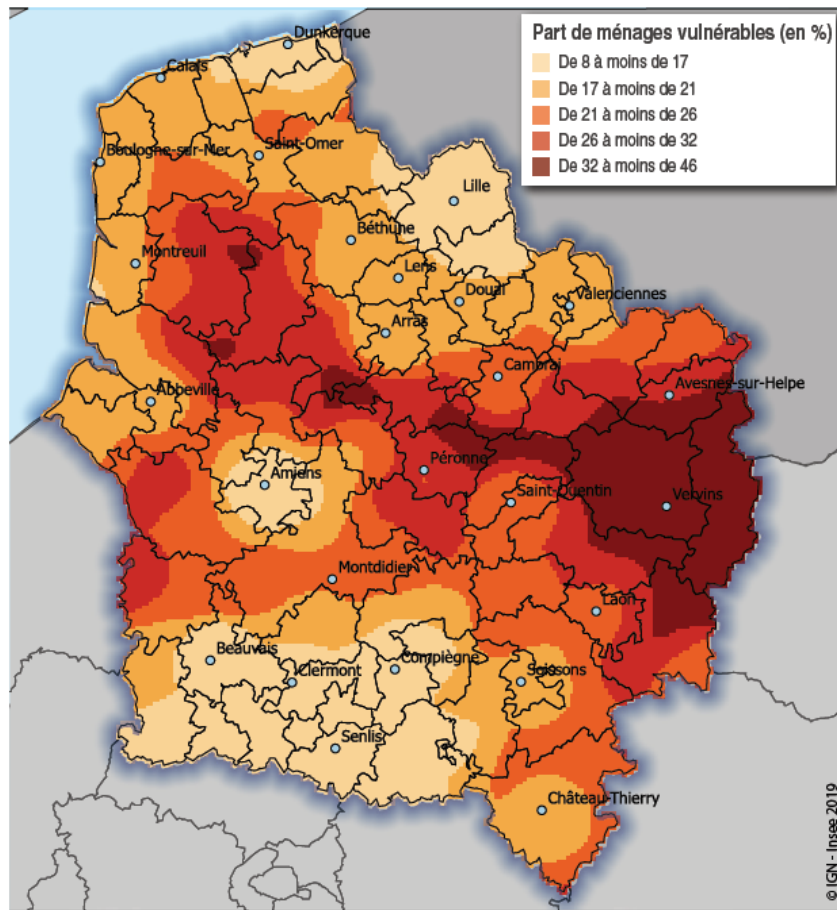 Part de ménages vulnérables (en %)
De 8 à moins de 17
De 17 à moins de 21
De 21 à moins de 26
De 26 à moins de 32
De 32 à moins de 46
Dunkerque
Calais
Boulogne-sur-Mer
Saint-Omer
Lille
Béthune
Montreuil
Lens
Douai
Valenciennes
Arras
Cambrai
Avesnes-sur-Helpe
Abbeville
Péronne
Amiens
Saint-Quentin
Vervins
Montdidier
Laon
Beauvais
Compiègne
Clermont
Soissons
Senlis
Château-Thierry
© IGN - Insee 2019